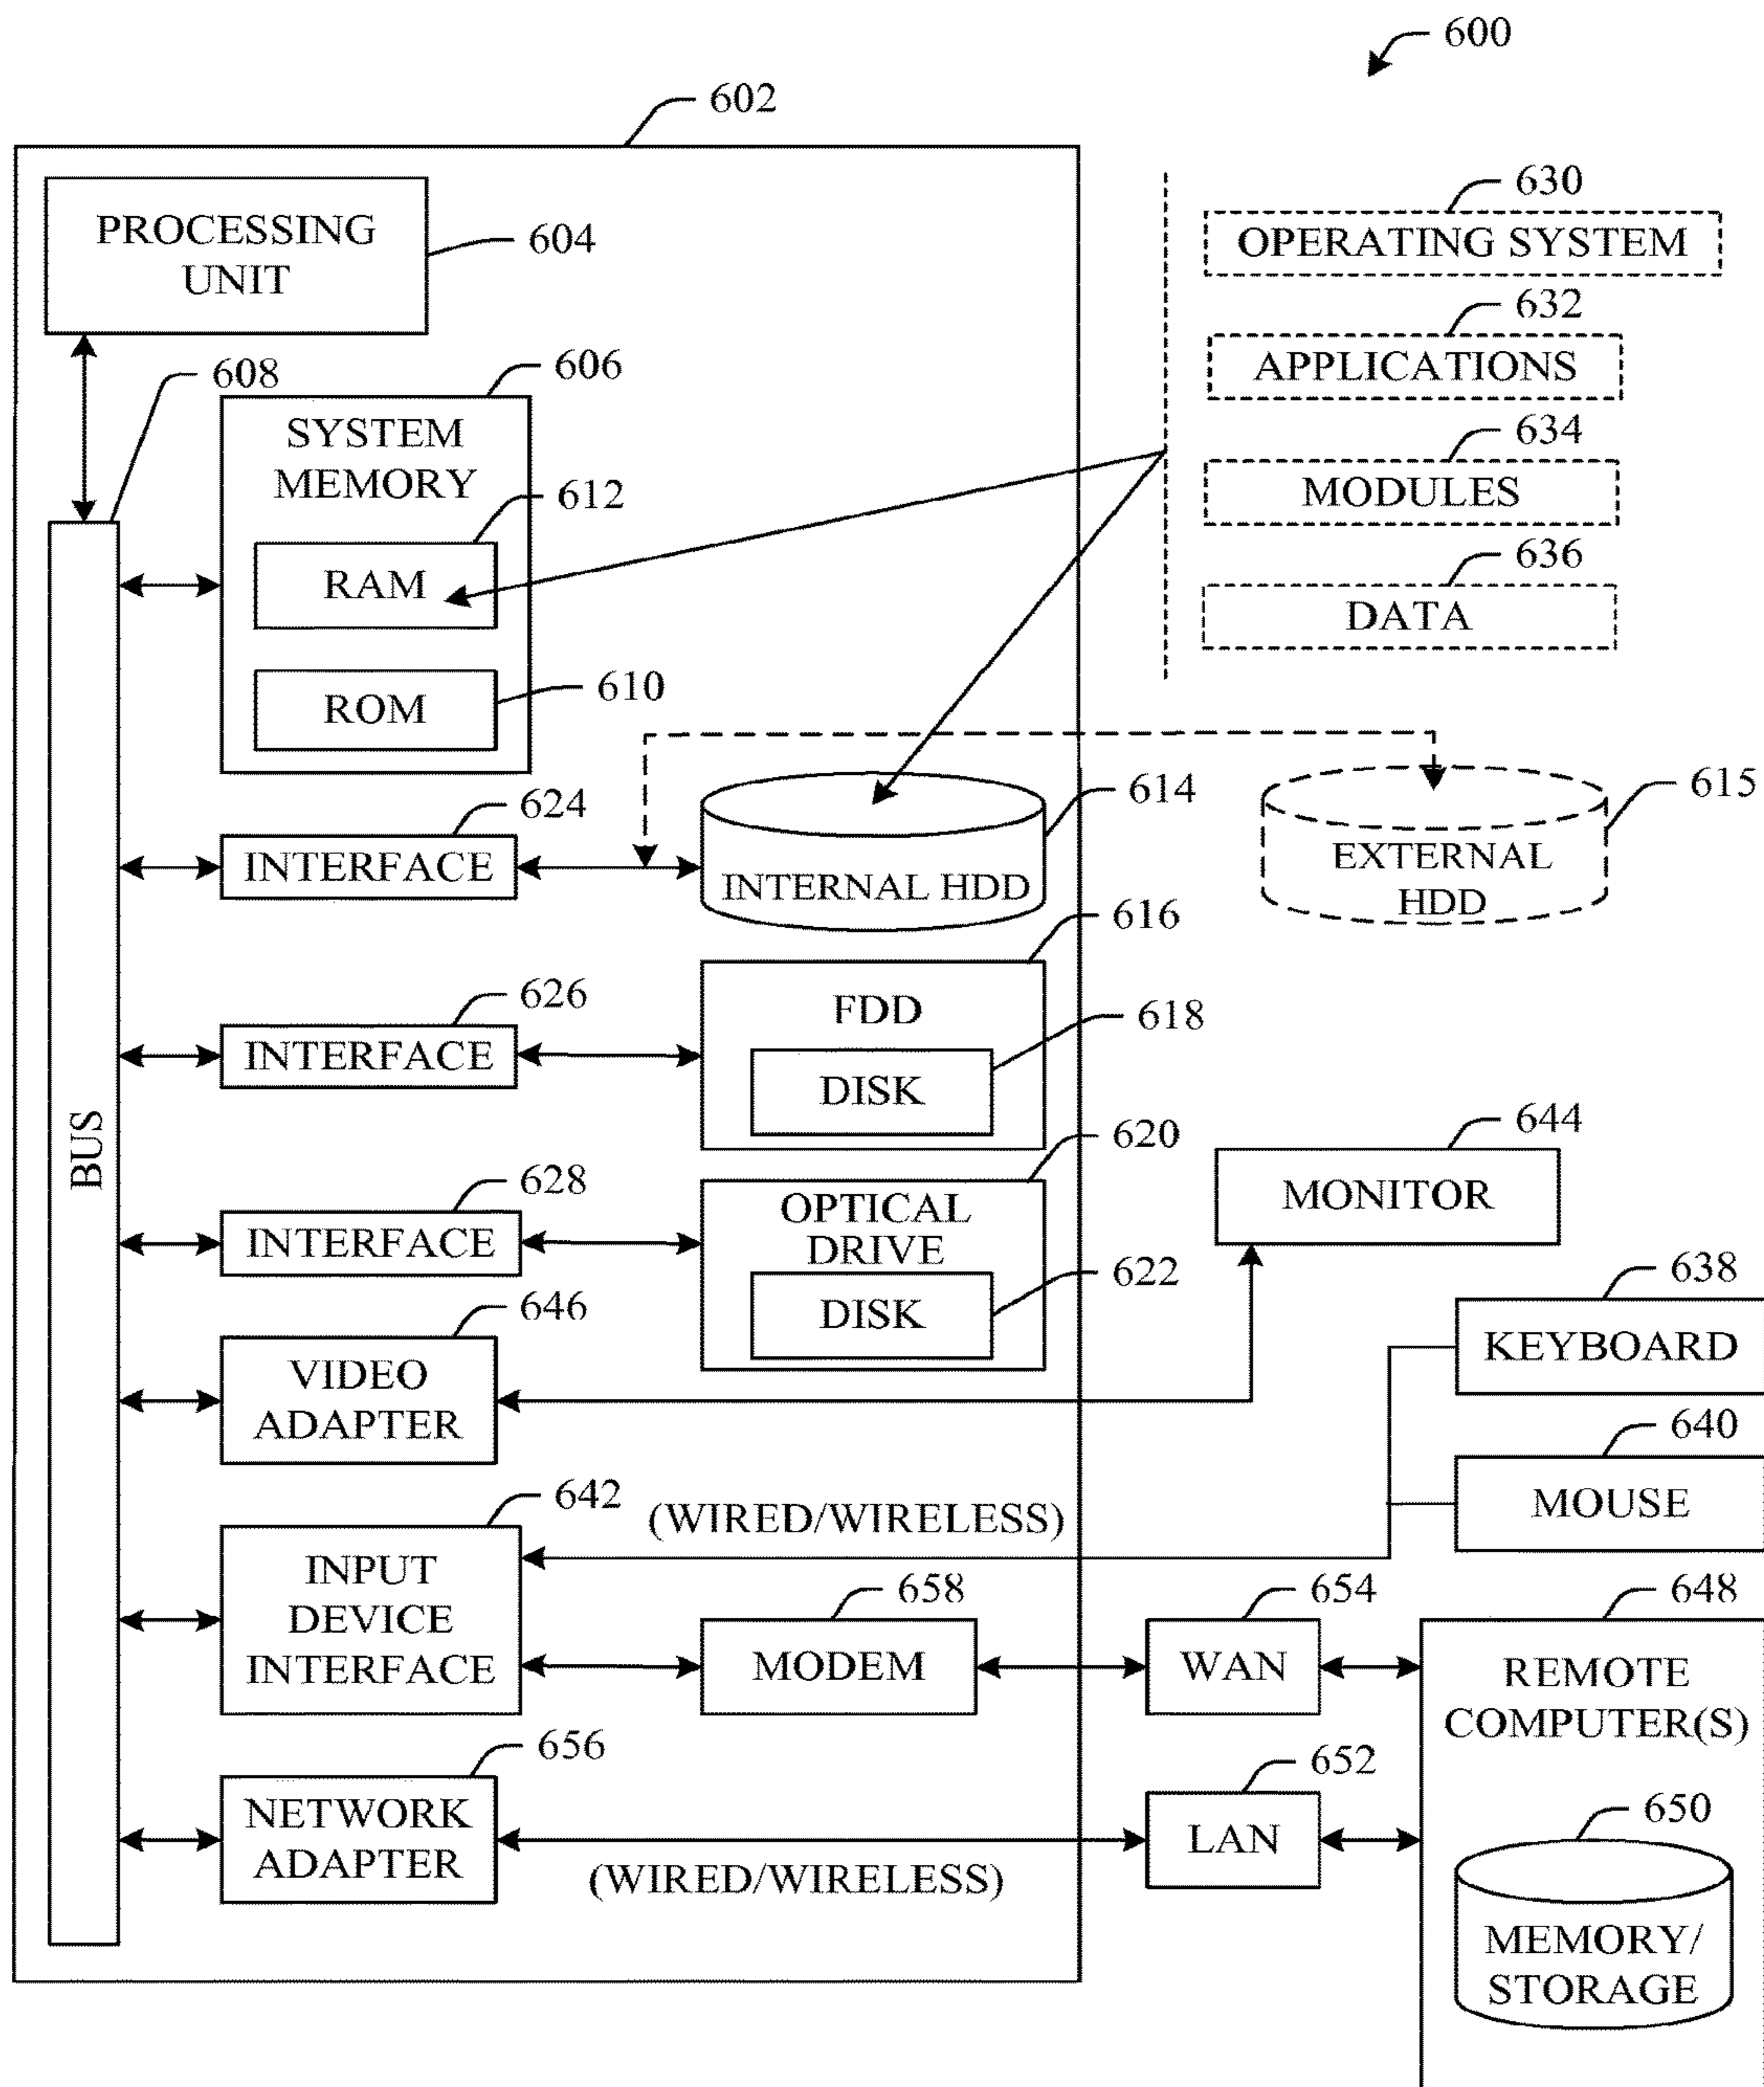 600
602
PROCESSING
UNIT
604
630
OPERATING SYSTEM
632
APPLICATIONS
634
MODULES
636
DATA
608
606
SYSTEM
MEMORY
612
RAM
610
ROM
624
INTERFACE
614
INTERNAL HDD
615
EXTERNAL
HDD
616
626
INTERFACE
FDD
618
DISK
BUS
620
628
INTERFACE
OPTICAL
DRIVE
622
DISK
644
MONITOR
646
VIDEO
ADAPTER
638
KEYBOARD
640
MOUSE
642
(WIRED/WIRELESS)
INPUT
DEVICE
INTERFACE
658
MODEM
654
WAN
648
REMOTE
COMPUTER(S)
656
NETWORK
ADAPTER
(WIRED/WIRELESS)
652
LAN
650
MEMORY/
STORAGE